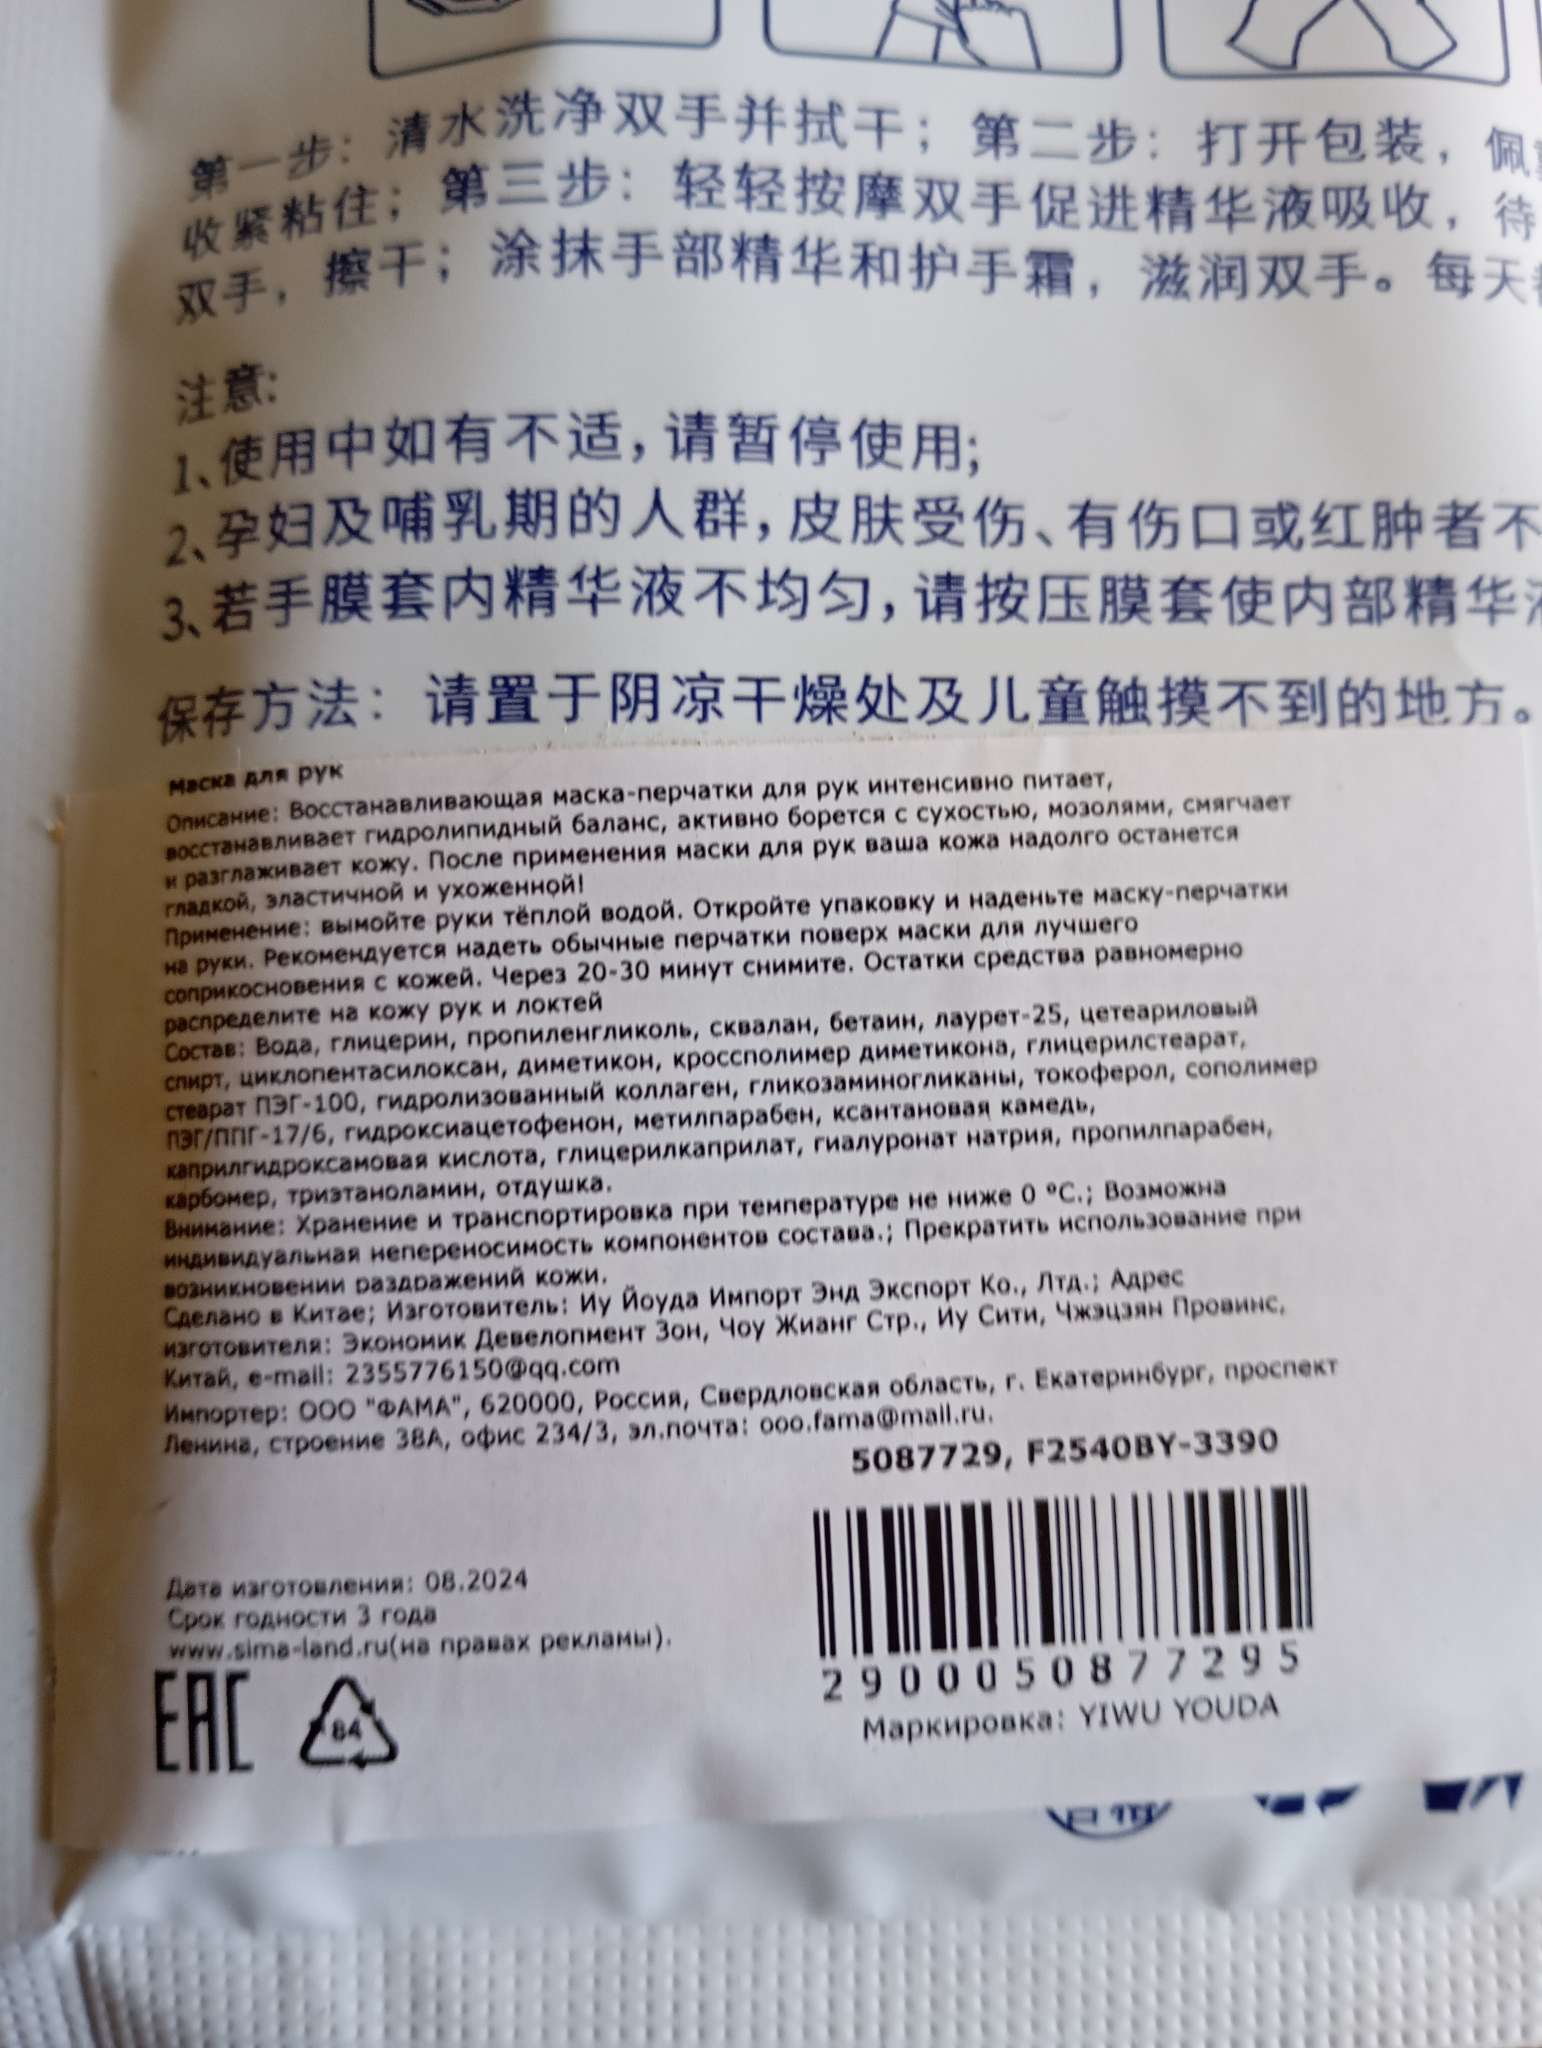 第一步：清水洗净双手并拭干；第二步：打开包装，佩
收紧粘住；第三步：轻轻按摩双手促进精华液吸收，待
双手，擦干；涂抹手部精华和护手霜，滋润双手。每天
注意:
1、使用中如有不适,请暂停使用;
2、孕妇及哺乳期的人群,皮肤受伤、有伤口或红肿者不
3、若手膜套内精华液不均匀,请按压膜套使内部精华
保存方法：请置于阴凉干燥处及儿童触摸不到的地方。
Маска для рук
Описание: Восстанавливающая маска-перчатки для рук интенсивно питает,
восстанавливает гидролипидный баланс, активно борется с сухостью, мозолями, смягчает
и разглаживает кожу. После применения маски для рук ваша кожа надолго останется
гладкой, эластичной и ухоженной!
Применение: вымойте руки тёплой водой. Откройте упаковку и наденьте маску-перчатки
на руки. Рекомендуется надеть обычные перчатки поверх маски для лучшего
соприкосновения с кожей. Через 20-30 минут снимите. Остатки средства равномерно
распределите на кожу рук и локтей
Состав: Вода, глицерин, пропиленгликоль, сквалан, бетаин, лаурет-25, цетеариловый
спирт, циклопентасилоксан, диметикон, кроссполимер диметикона, глицерилстеарат,
стеарат ПЭГ-100, гидролизованный коллаген, гликозаминогликаны, токоферол, сополимер
ПЭГ/ППГ-17/6, гидроксиацетофенон, метилпарабен, ксантановая камедь,
каприлгидроксамовая кислота, глицерилкаприлат, гиалуронат натрия, пропилпарабен,
карбомер, триэтаноламин, отдушка.
Внимание: Хранение и транспортировка при температуре не ниже 0 °С.; Возможна
индивидуальная непереносимость компонентов состава.; Прекратить использование при
возникновении раздражений кожи.
Сделано в Китае; Изготовитель: Иу Йоуда Импорт Энд Экспорт Ко., Лтд.; Адрес
изготовителя: Экономик Девелопмент Зон, Чоу Жианг Стр., Иу Сити, Чжэцзян Провинс,
Китай, e-mail: 2355776150@qq.com
Импортер: ООО "ФАМА", 620000, Россия, Свердловская область, г. Екатеринбург, проспект
Ленина, строение 38А, офис 234/3, эл.почта: ooo.fama@mail.ru.
5087729, F2540BY-3390
Дата изготовления: 08.2024
Срок годности 3 года
www.sima-land.ru(на правах рекламы).
2900050877295
Маркировка: YIWU YOUDA
EAC
84